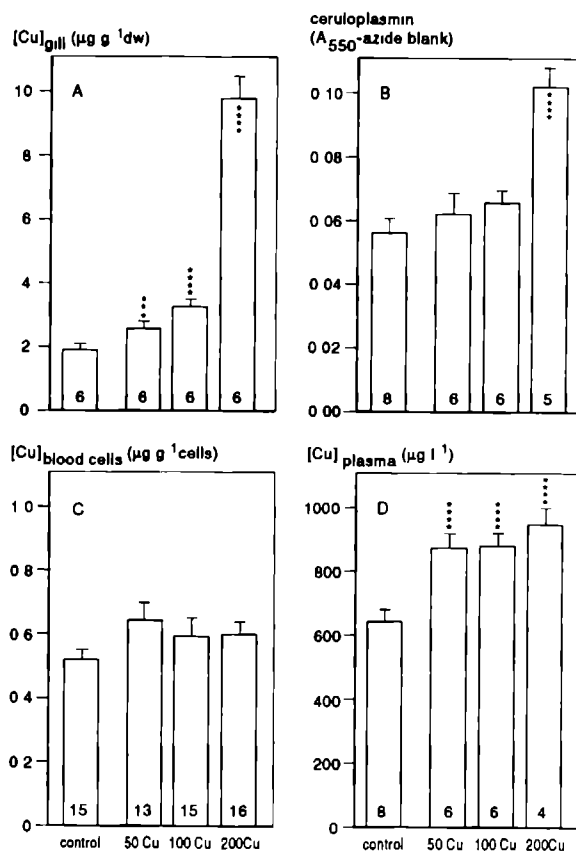 [Cu]gill (µg g 1dw)
A
10
8
6
4
2
0
****
***
****
6 6 6 6
ceruloplasmin
(A550-azide blank)
B
0 10
0 08
0 06
0 04
0 02
0 00
****
8 6 6 5
[Cu]blood cells (µg g 1cells)
C
1 0
0 8
0 6
0 4
0 2
0 0
15 13 15 16
control 50 Cu 100 Cu 200Cu
[Cu] plasma (µg l 1)
D
1000
800
600
400
200
0
****
****
****
8 6 6 4
control 50 Cu 100 Cu 200Cu